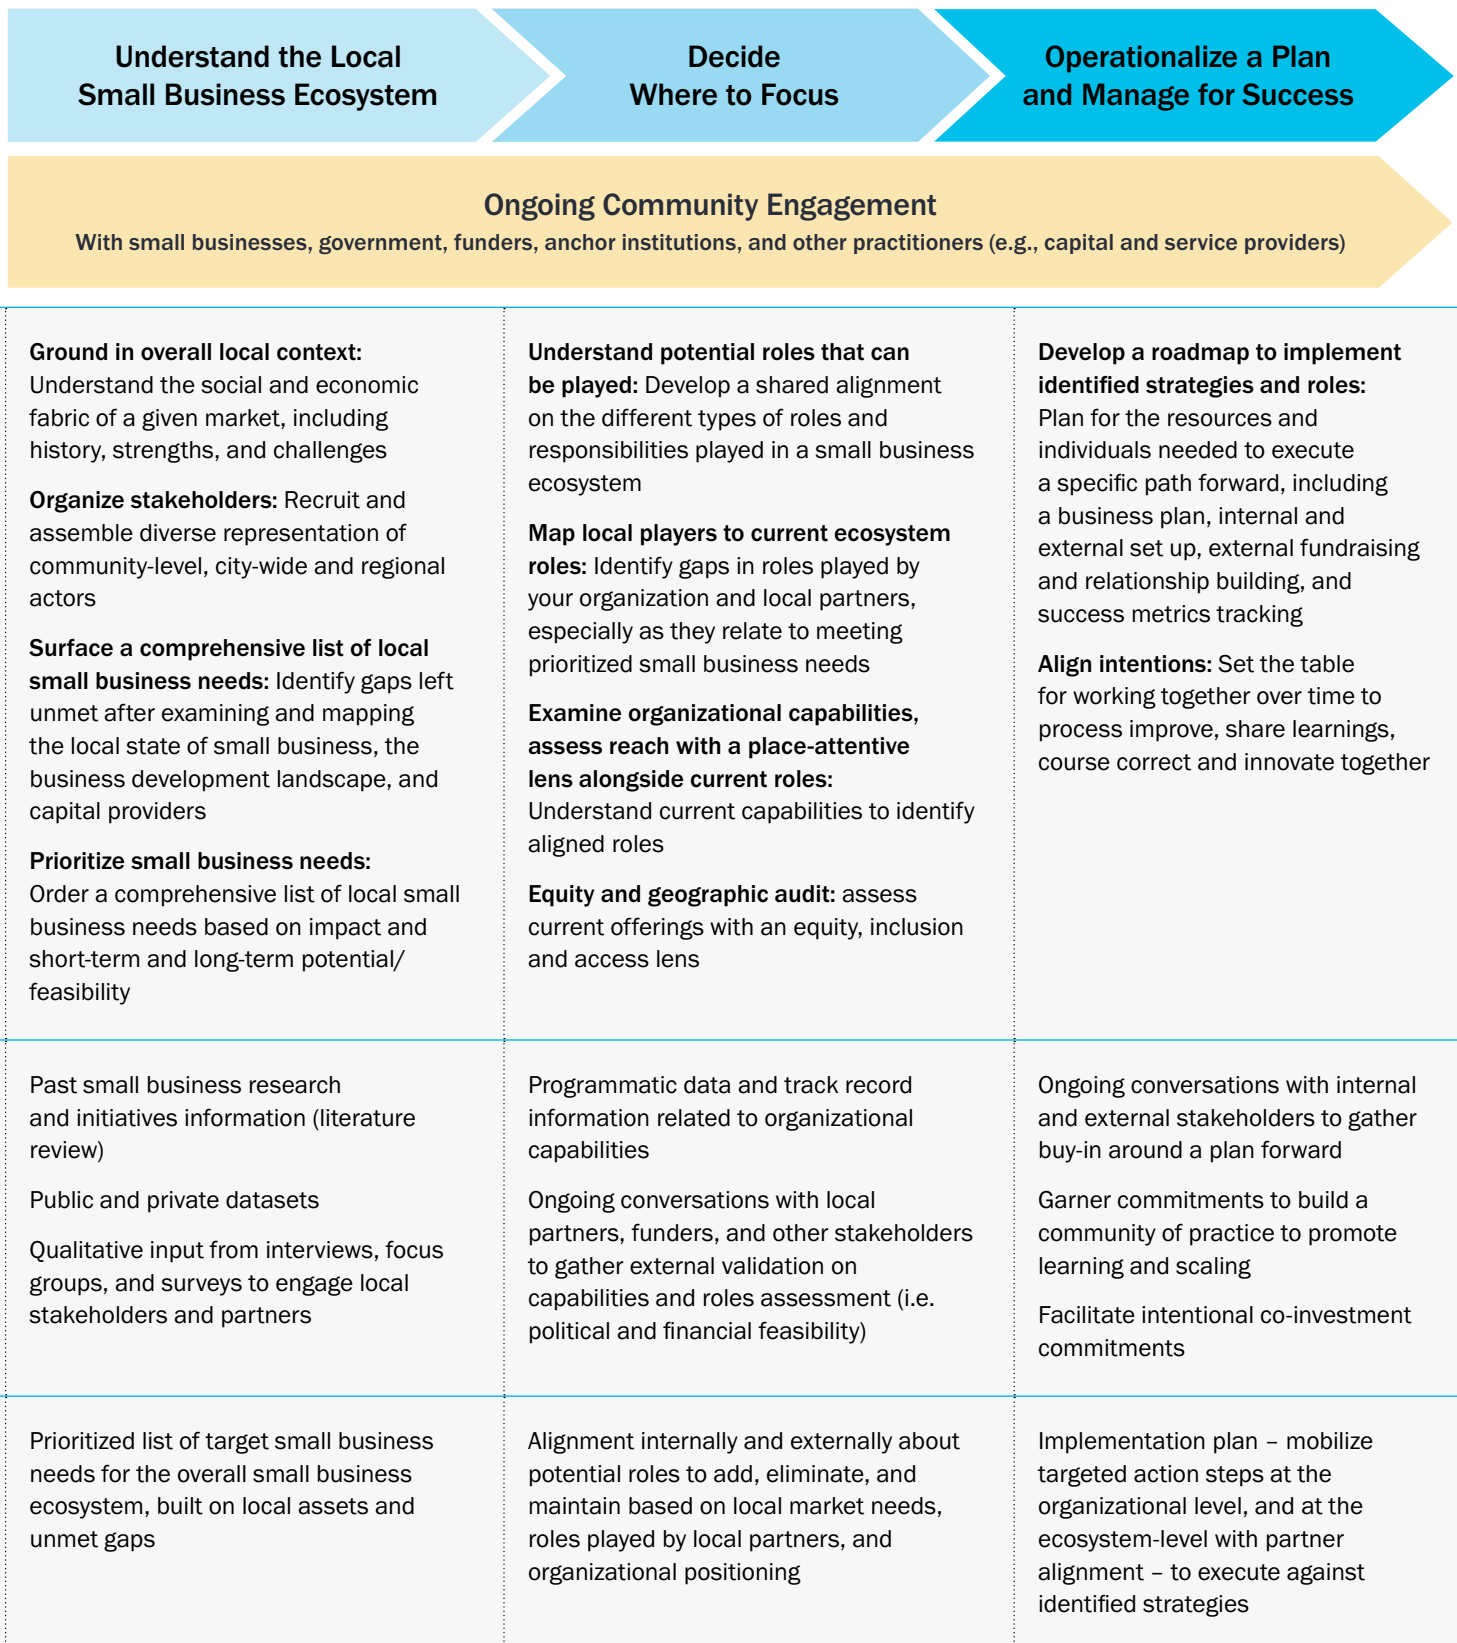 Understand the Local
Small Business Ecosystem
Decide
Where to Focus
Operationalize a Plan
and Manage for Success
Ongoing Community Engagement
With small businesses, government, funders, anchor institutions, and other practitioners (e.g., capital and service providers)
Ground in overall local context:
Understand the social and economic
fabric of a given market, including
history, strengths, and challenges
Organize stakeholders: Recruit and
assemble diverse representation of
community-level, city-wide and regional
actors
Surface a comprehensive list of local
small business needs: Identify gaps left
unmet after examining and mapping
the local state of small business, the
business development landscape, and
capital providers
Prioritize small business needs:
Order a comprehensive list of local small
business needs based on impact and
short-term and long-term potential/
feasibility
Understand potential roles that can
be played: Develop a shared alignment
on the different types of roles and
responsibilities played in a small business
ecosystem
Map local players to current ecosystem
roles: Identify gaps in roles played by
your organization and local partners,
especially as they relate to meeting
prioritized small business needs
Examine organizational capabilities,
assess reach with a place-attentive
lens alongside current roles:
Understand current capabilities to identify
aligned roles
Equity and geographic audit: assess
current offerings with an equity, inclusion
and access lens
Develop a roadmap to implement
identified strategies and roles:
Plan for the resources and
individuals needed to execute
a specific path forward, including
a business plan, internal and
external set up, external fundraising
and relationship building, and
success metrics tracking
Align intentions: Set the table
for working together over time to
process improve, share learnings,
course correct and innovate together
Past small business research
and initiatives information (literature
review)
Public and private datasets
Qualitative input from interviews, focus
groups, and surveys to engage local
stakeholders and partners
Programmatic data and track record
information related to organizational
capabilities
Ongoing conversations with local
partners, funders, and other stakeholders
to gather external validation on
capabilities and roles assessment (i.e.
political and financial feasibility)
Ongoing conversations with internal
and external stakeholders to gather
buy-in around a plan forward
Garner commitments to build a
community of practice to promote
learning and scaling
Facilitate intentional co-investment
commitments
Prioritized list of target small business
needs for the overall small business
ecosystem, built on local assets and
unmet gaps
Alignment internally and externally about
potential roles to add, eliminate, and
maintain based on local market needs,
roles played by local partners, and
organizational positioning
Implementation plan – mobilize
targeted action steps at the
organizational level, and at the
ecosystem-level with partner
alignment – to execute against
identified strategies